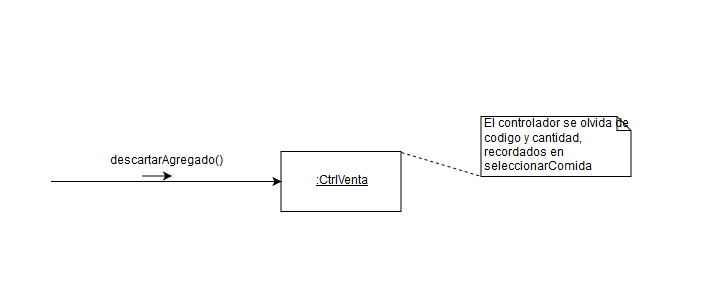 descartarAgregado()
:CtrlVenta
El controlador se olvida de
codigo y cantidad,
recordados en
seleccionarComida